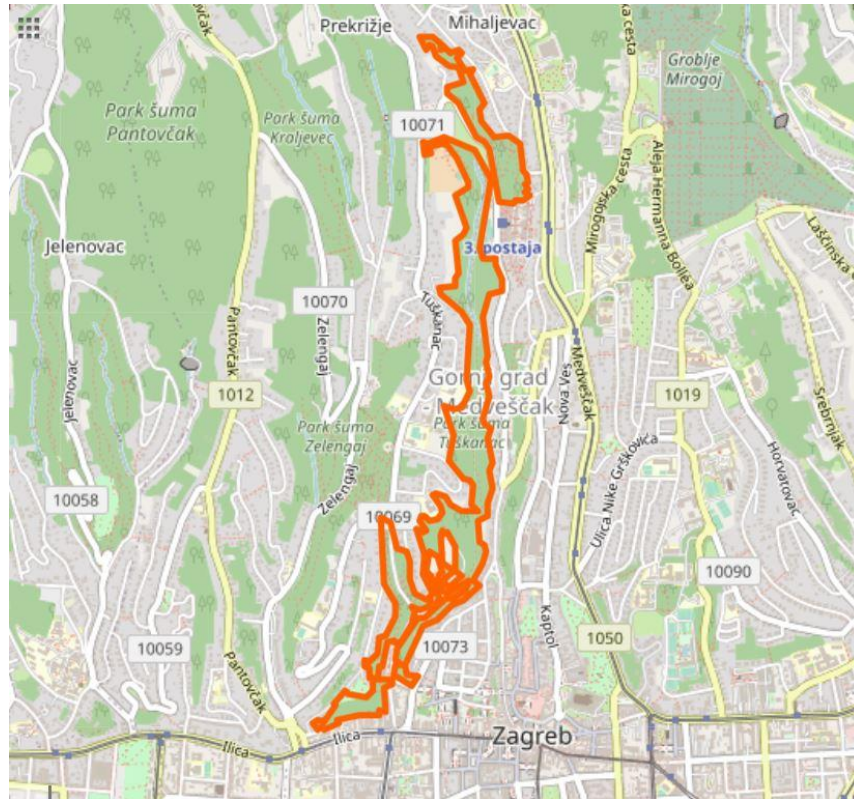 Pantovčak
Prekrižje
Mihaljevac
Park šuma
Pantovčak
Park šuma
Kraljevec
10071
Groblje
Mirogoj
Mirogojska cesta
Aleja Hermanna Bolléa
Laščinska
Jelenovac
3. postaja
10070
Tuškanac
Zelengaj
Pantovčak
1012
Jelenovac
Gornji grad
- Medveščak
Park šuma
Tuškanac
Medveščak
Nova Ves
1019
Srebrnjak
Park šuma
Zelengaj
Ulica Nike Grškovića
Horvatovac
10058
Zelengaj
10069
10090
10059
Pantovčak
10073
Kaptol
1050
Ilica
Ilica
Zagreb